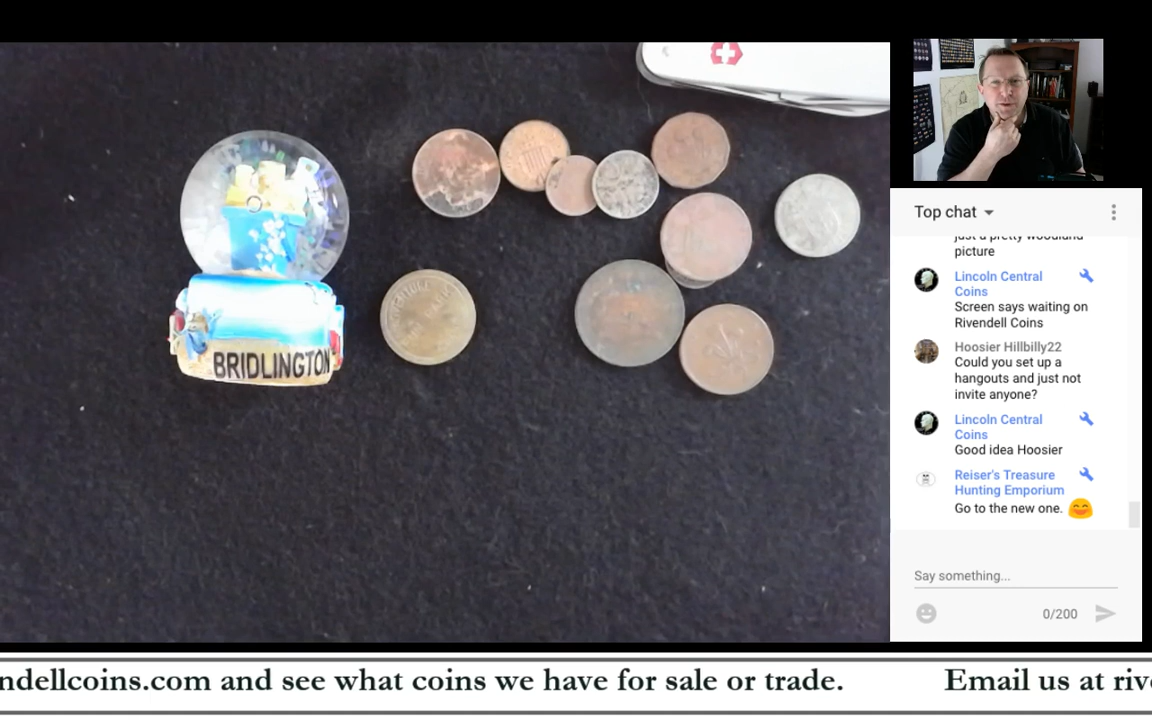 BRIDLINGTON
Top chat
just a pretty woodland
picture
Lincoln Central
Coins
Screen says waiting on
Rivendell Coins
Hoosier Hillbilly22
Could you set up a
hangouts and just not
invite anyone?
Lincoln Central
Coins
Good idea Hoosier
Reiser's Treasure
Hunting Emporium
Go to the new one.
Say something...
0/200
ndellcoins.com and see what coins we have for sale or trade. Email us at rive